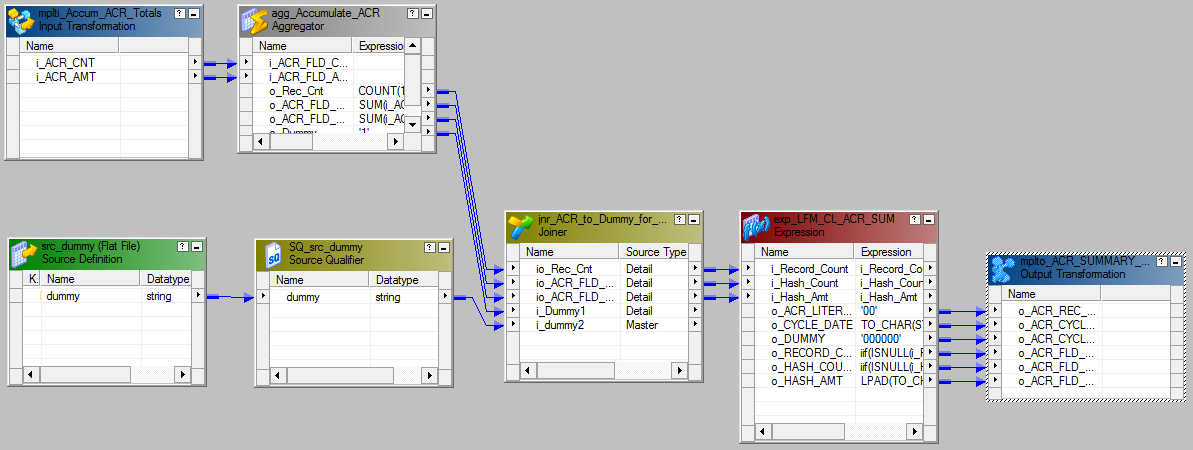 mplti_Accum_ACR_Totals
Input Transformation
Name
i_ACR_CNT
i_ACR_AMT
agg_Accumulate_ACR
Aggregator
Name Expressio
i_ACR_FLD_C...
i_ACR_FLD_A...
o_Rec_Cnt COUNT(1
o_ACR_FLD_... SUM(i_AC
o_ACR_FLD_... SUM(i_AC
o_Dummy '1'
src_dummy (Flat File)
Source Definition
K. Name Datatype
dummy string
SQ_src_dummy
Source Qualifier
Name Datatype
dummy string
jnr_ACR_to_Dummy_for_...
Joiner
Name Source Type
io_Rec_Cnt Detail
io_ACR_FLD_... Detail
io_ACR_FLD_... Detail
i_Dummy1 Detail
i_dummy2 Master
exp_LFM_CL_ACR_SUM
Expression
Name Expression
i_Record_Count i_Record_Co
i_Hash_Count i_Hash_Coun
i_Hash_Amt i_Hash_Amt
o_ACR_LITER... '00'
o_CYCLE_DATE TO_CHAR(S
o_DUMMY '000000'
o_RECORD_C... iif(ISNULL(i_F
o_HASH_COU... iif(ISNULL(i_H
o_HASH_AMT LPAD(TO_CH
mplto_ACR_SUMMARY_...
Output Transformation
Name
o_ACR_REC_...
o_ACR_CYCL...
o_ACR_CYCL...
o_ACR_FLD_...
o_ACR_FLD_...
o_ACR_FLD_...